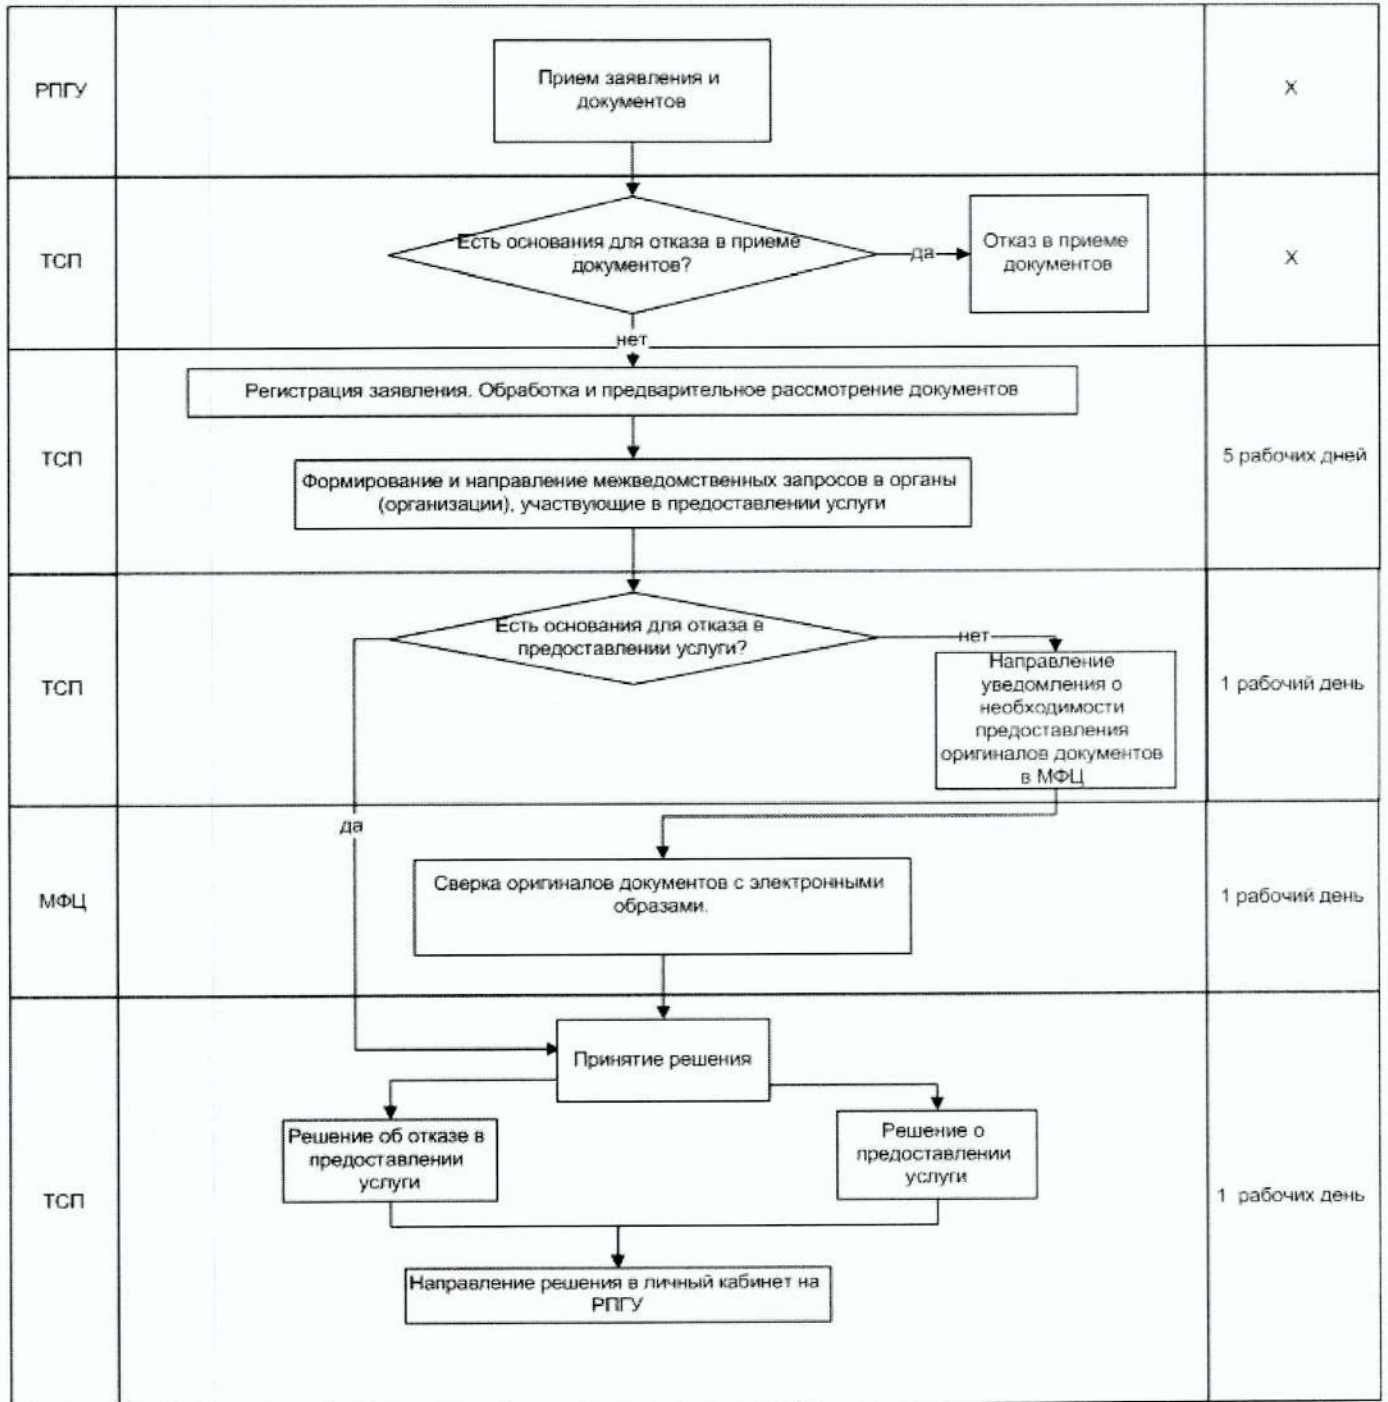 РПГУ
Прием заявления и
документов
X
ТСП
Есть основания для отказа в приеме
документов?
да
Отказ в приеме
документов
X
нет
ТСП
Регистрация заявления. Обработка и предварительное рассмотрение документов
Формирование и направление межведомственных запросов в органы
(организации), участвующие в предоставлении услуги
5 рабочих дней
ТСП
Есть основания для отказа в
предоставлении услуги?
нет
Направление
уведомления о
необходимости
предоставления
оригиналов документов
в МФЦ
1 рабочий день
да
МФЦ
Сверка оригиналов документов с электронными
образами.
1 рабочий день
ТСП
Принятие решения
Решение об отказе в
предоставлении
услуги
Решение о
предоставлении
услуги
1 рабочих день
Направление решения в личный кабинет на
РПГУ